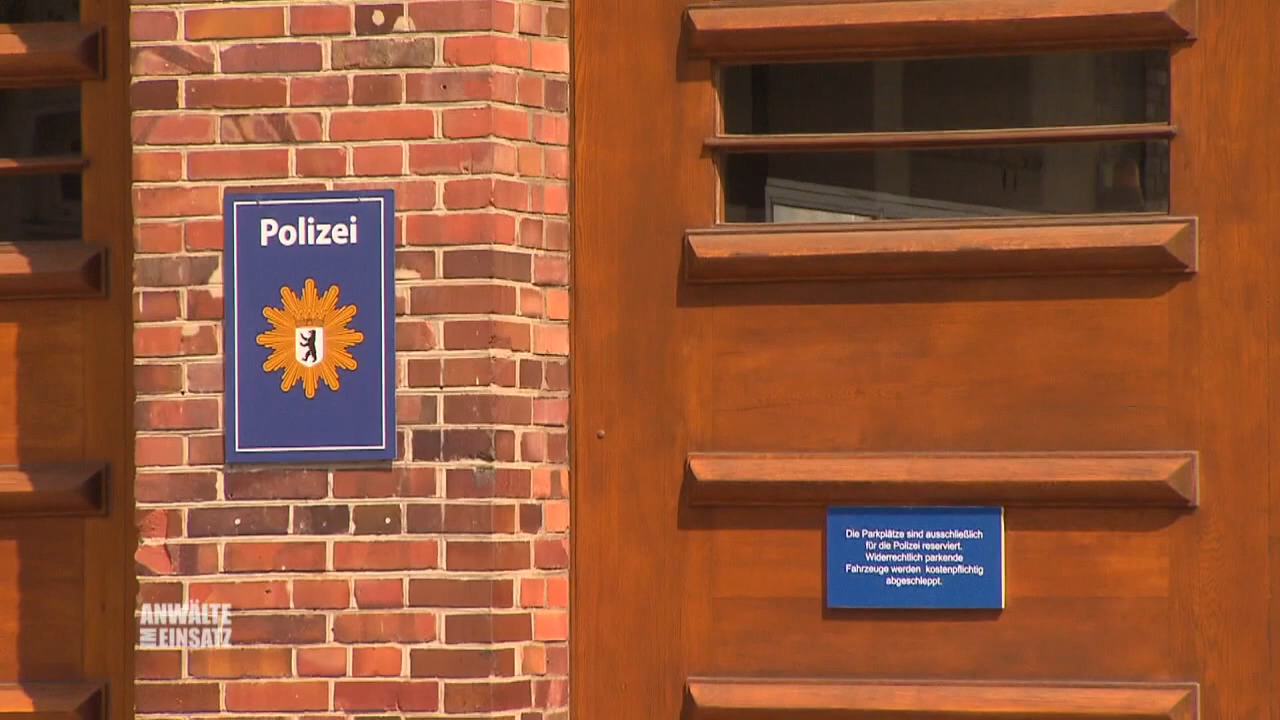 Polizei
Die Parkplätze sind ausschließlich
für die Polizei reserviert.
Widerrechtlich parkende
Fahrzeuge werden kostenpflichtig
abgeschleppt.
ANWÄLTE
IM EINSATZ